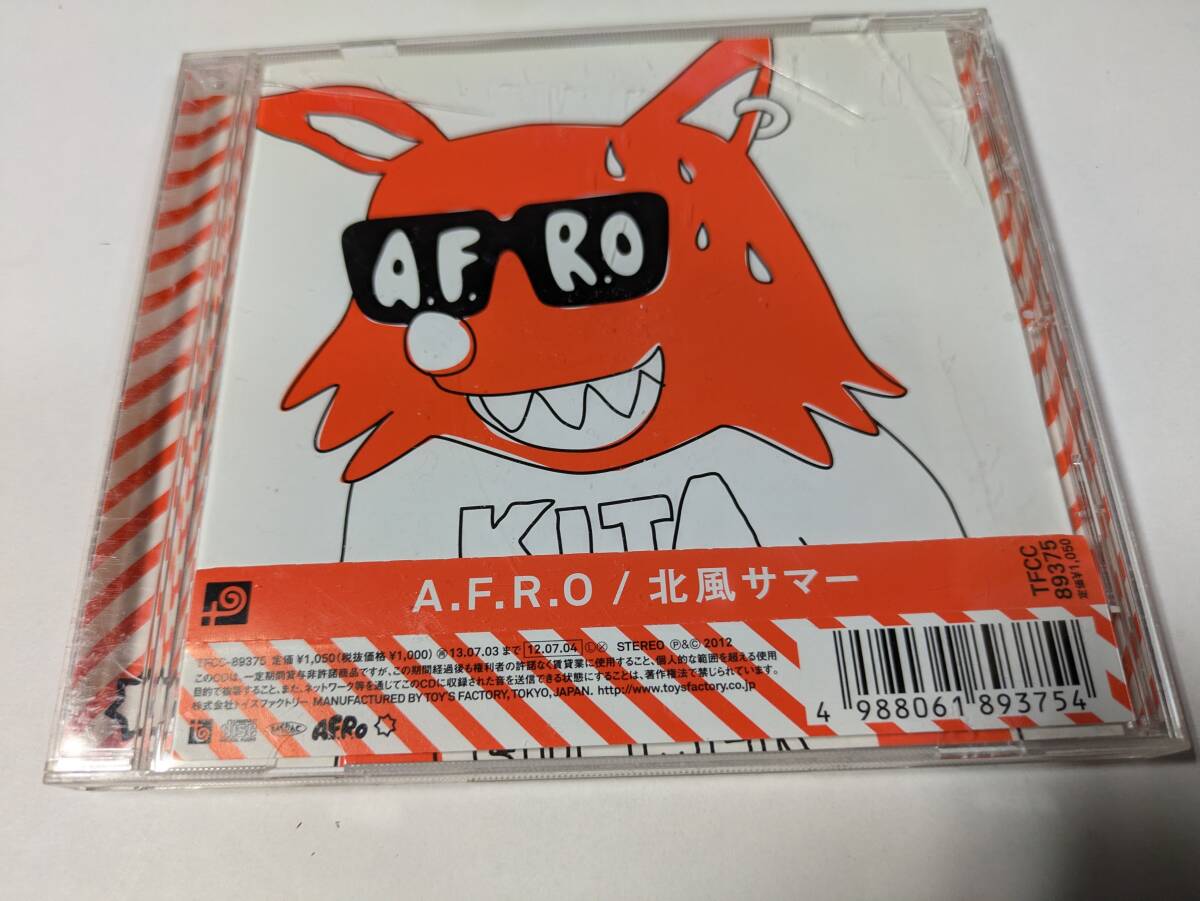 A.F. R.O
KITA
A.F.R.O / 北風サマー
TFCC
89375
定価¥1,050
TFCC-89375 定価 ¥1,050(税抜価格 ¥1,000) 13.07.03 まで 12.07.04 Ⓛ STEREO Ⓟ&© 2012
このCDは、一定期間貸与非許諾商品ですが、この期間経過後も権利者の許諾なく賃貸業に使用すること、個人的な範囲を超える使用
目的で複製すること、また、ネットワーク等を通じてこのCDに収録された音を送信できる状態にすることは、著作権法で禁じられています。
株式会社トイズファクトリー MANUFACTURED BY TOY'S FACTORY, TOKYO, JAPAN. http://www.toysfactory.co.jp
A.F.R.o
4 988061 893754